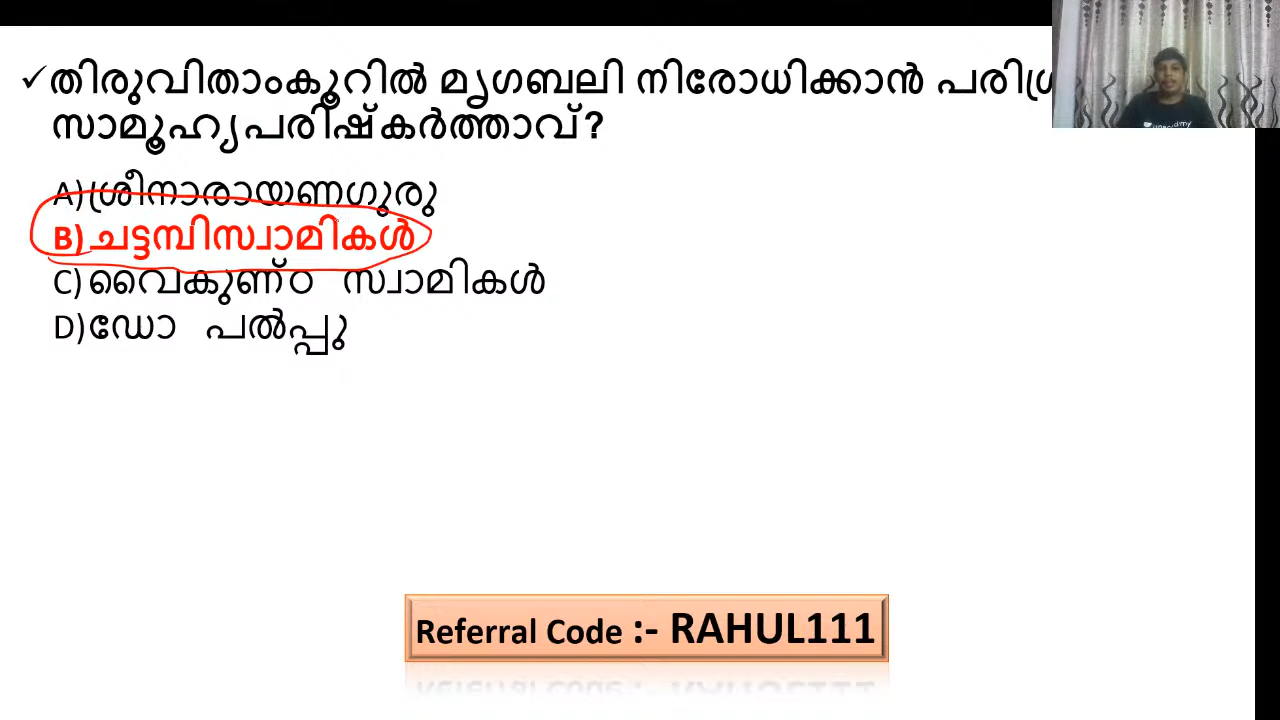 ✓തിരുവിതാംകൂറിൽ മൃഗബലി നിരോധിക്കാൻ
സാമൂഹ്യപരിഷ്കർത്താവ്?
A)ശ്രീനാരായണഗുരു
B)ചട്ടമ്പിസ്വാമികൾ
C)വൈകുണ്ഠ സ്വാമികൾ
D)ഡോ പൽപ്പു
Referral Code :- RAHUL111